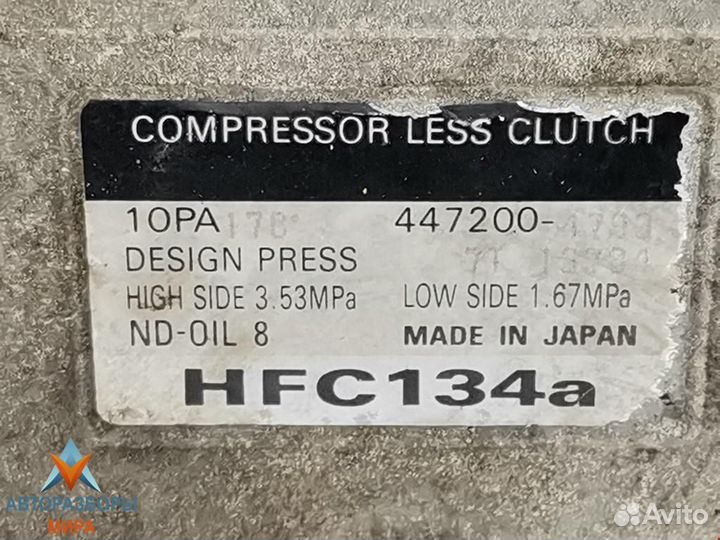 COMPRESSOR LESS CLUTCH
10PA 447200-
DESIGN PRESS
HIGH SIDE 3.53MPa LOW SIDE 1.67MPa
ND-OIL 8 MADE IN JAPAN
HFC134a
АВТОРАЗБОРЫ
МИРА
Avito